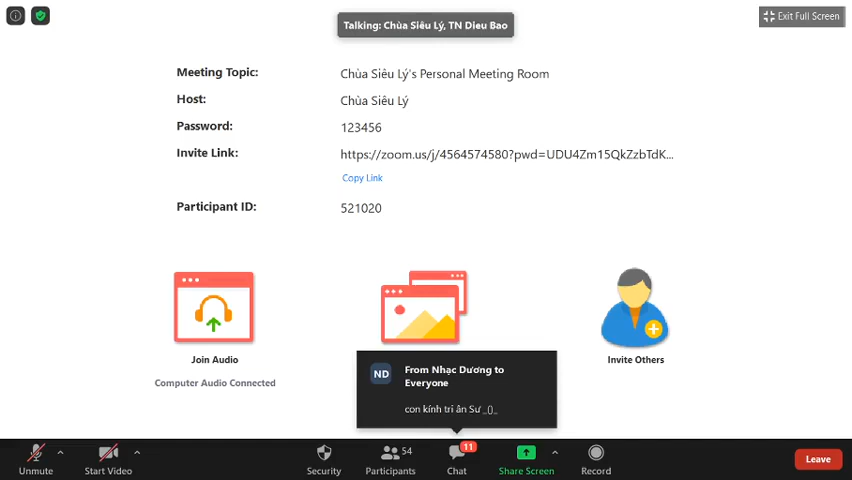 Talking: Chùa Siêu Lý, TN Dieu Bao
Exit Full Screen
Meeting Topic: Chùa Siêu Lý's Personal Meeting Room
Host: Chùa Siêu Lý
Password: 123456
Invite Link: https://zoom.us/j/4564574580?pwd=UDU4Zm15QkZzbTdK...
Copy Link
Participant ID: 521020
Join Audio
Invite Others
Computer Audio Connected
ND
From Nhạc Dương to
Everyone
con kính tri ân Sư _()_
54
11
Unmute Start Video Security Participants Chat Share Screen Record Leave